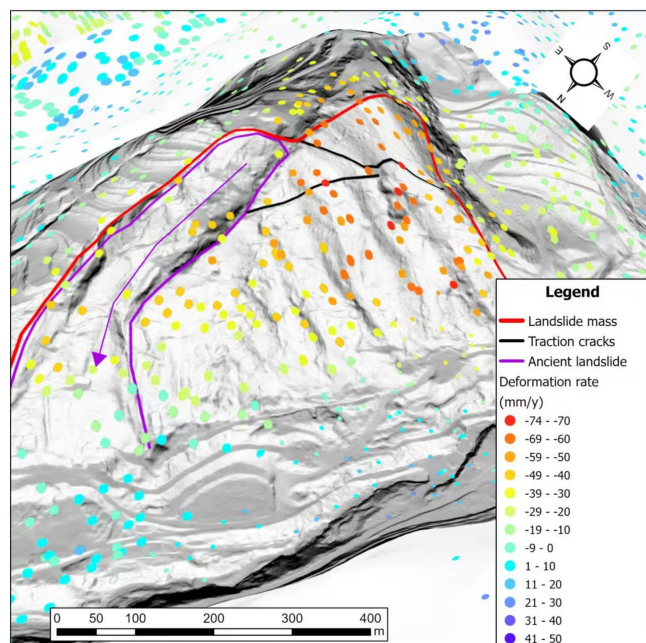 S
E
W
N
Legend
Landslide mass
Traction cracks
Ancient landslide
Deformation rate
(mm/y)
-74 - -70
-69 - -60
-59 - -50
-49 - -40
-39 - -30
-29 - -20
-19 - -10
-9 - 0
1 - 10
11 - 20
21 - 30
31 - 40
41 - 50
0 100 200 300 400
m